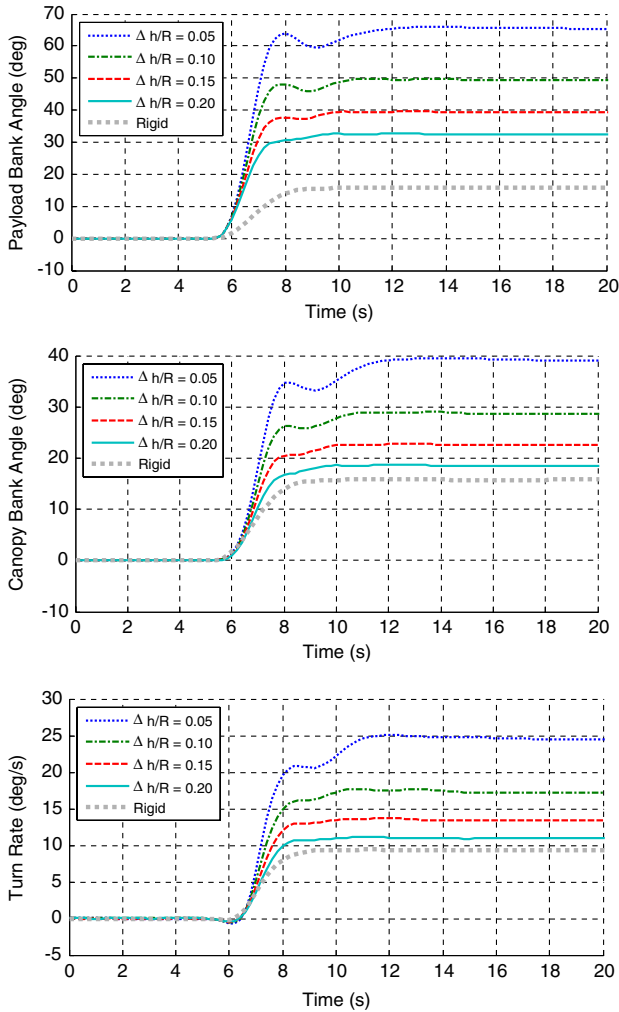 Payload Bank Angle (deg)
70
60
50
40
30
20
10
0
-10
Δ h/R = 0.05
Δ h/R = 0.10
Δ h/R = 0.15
Δ h/R = 0.20
Rigid
0 2 4 6 8 10 12 14 16 18 20
Time (s)
Canopy Bank Angle (deg)
40
30
20
10
0
-10
Δ h/R = 0.05
Δ h/R = 0.10
Δ h/R = 0.15
Δ h/R = 0.20
Rigid
0 2 4 6 8 10 12 14 16 18 20
Time (s)
Turn Rate (deg/s)
30
25
20
15
10
5
0
-5
Δ h/R = 0.05
Δ h/R = 0.10
Δ h/R = 0.15
Δ h/R = 0.20
Rigid
0 2 4 6 8 10 12 14 16 18 20
Time (s)